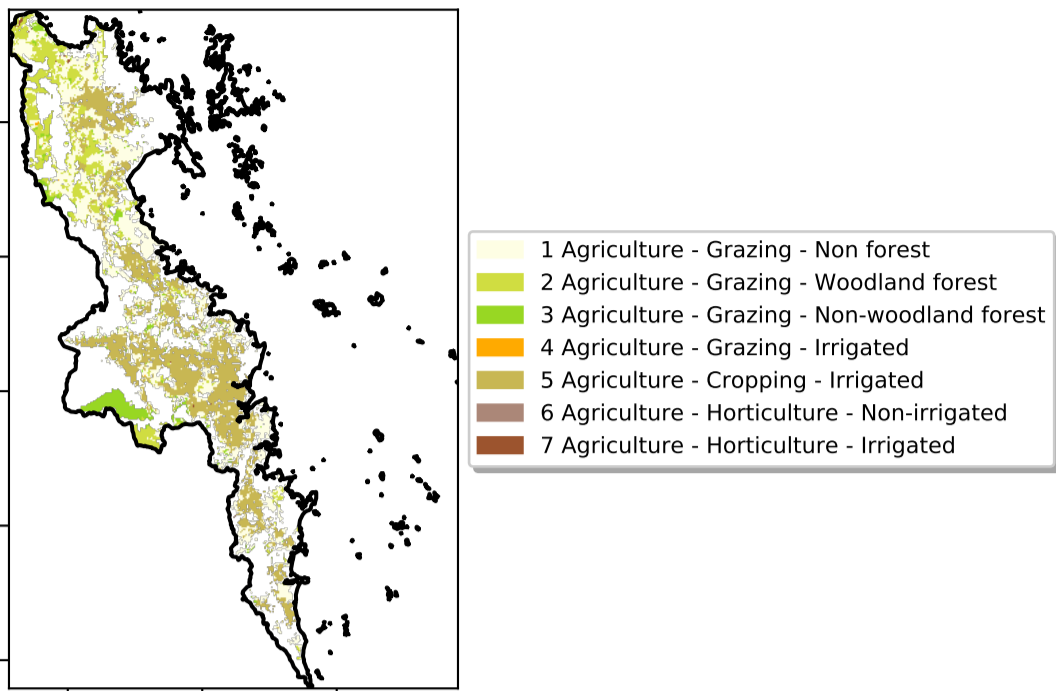 1 Agriculture - Grazing - Non forest
2 Agriculture - Grazing - Woodland forest
3 Agriculture - Grazing - Non-woodland forest
4 Agriculture - Grazing - Irrigated
5 Agriculture - Cropping - Irrigated
6 Agriculture - Horticulture - Non-irrigated
7 Agriculture - Horticulture - Irrigated